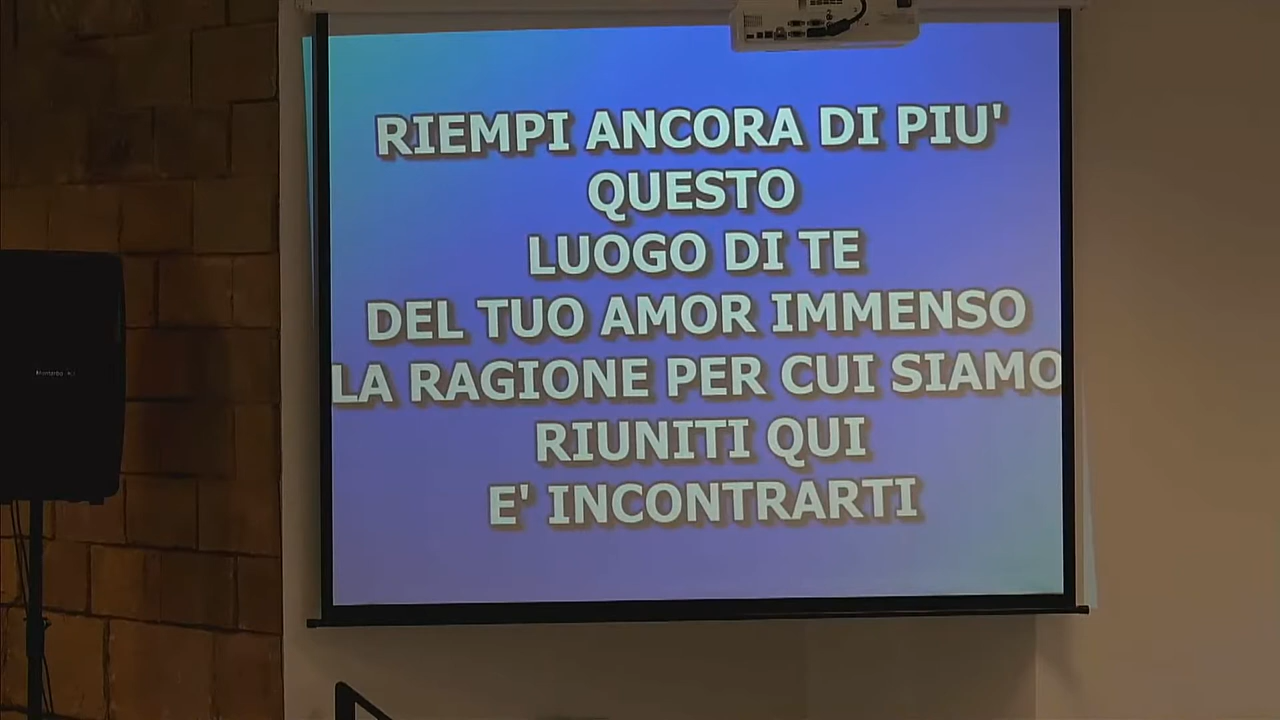 RIEMPI ANCORA DI PIU'
QUESTO
LUOGO DI TE
DEL TUO AMOR IMMENSO
LA RAGIONE PER CUI SIAMO
RIUNITI QUI
E' INCONTRARTI